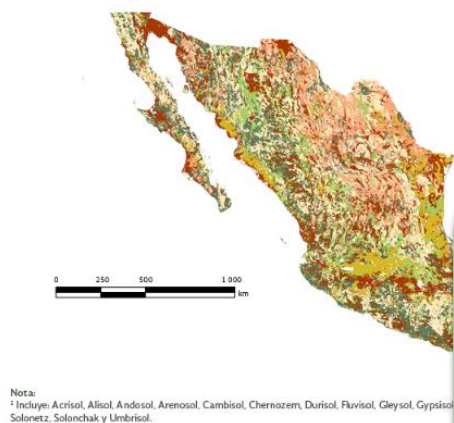 0 250 500 1 000
km
Nota:
¹ Incluye: Acrisol, Alisol, Andosol, Arenosol, Cambisol, Chernozem, Durisol, Fluvisol, Gleysol, Gypsisol
Solonetz, Solonchak y Umbrisol.